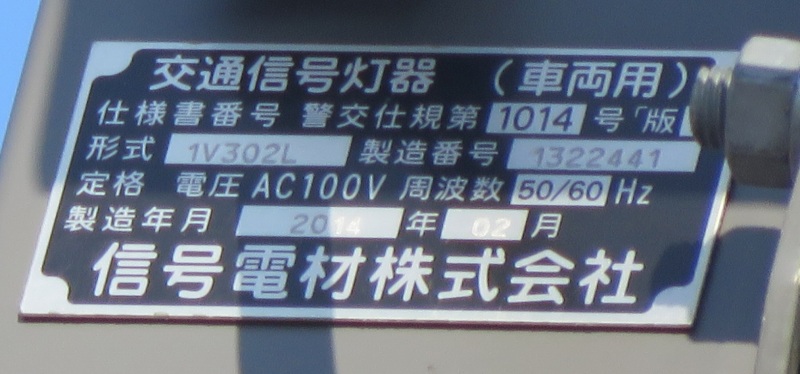 交通信号灯器 (車両用)
仕様書番号 警交仕規第 1014 号「版
形式 1V302L 製造番号 1322441
定格 電圧 AC100V 周波数 50/60 Hz
製造年月 2014 年 02 月
信号電材株式会社